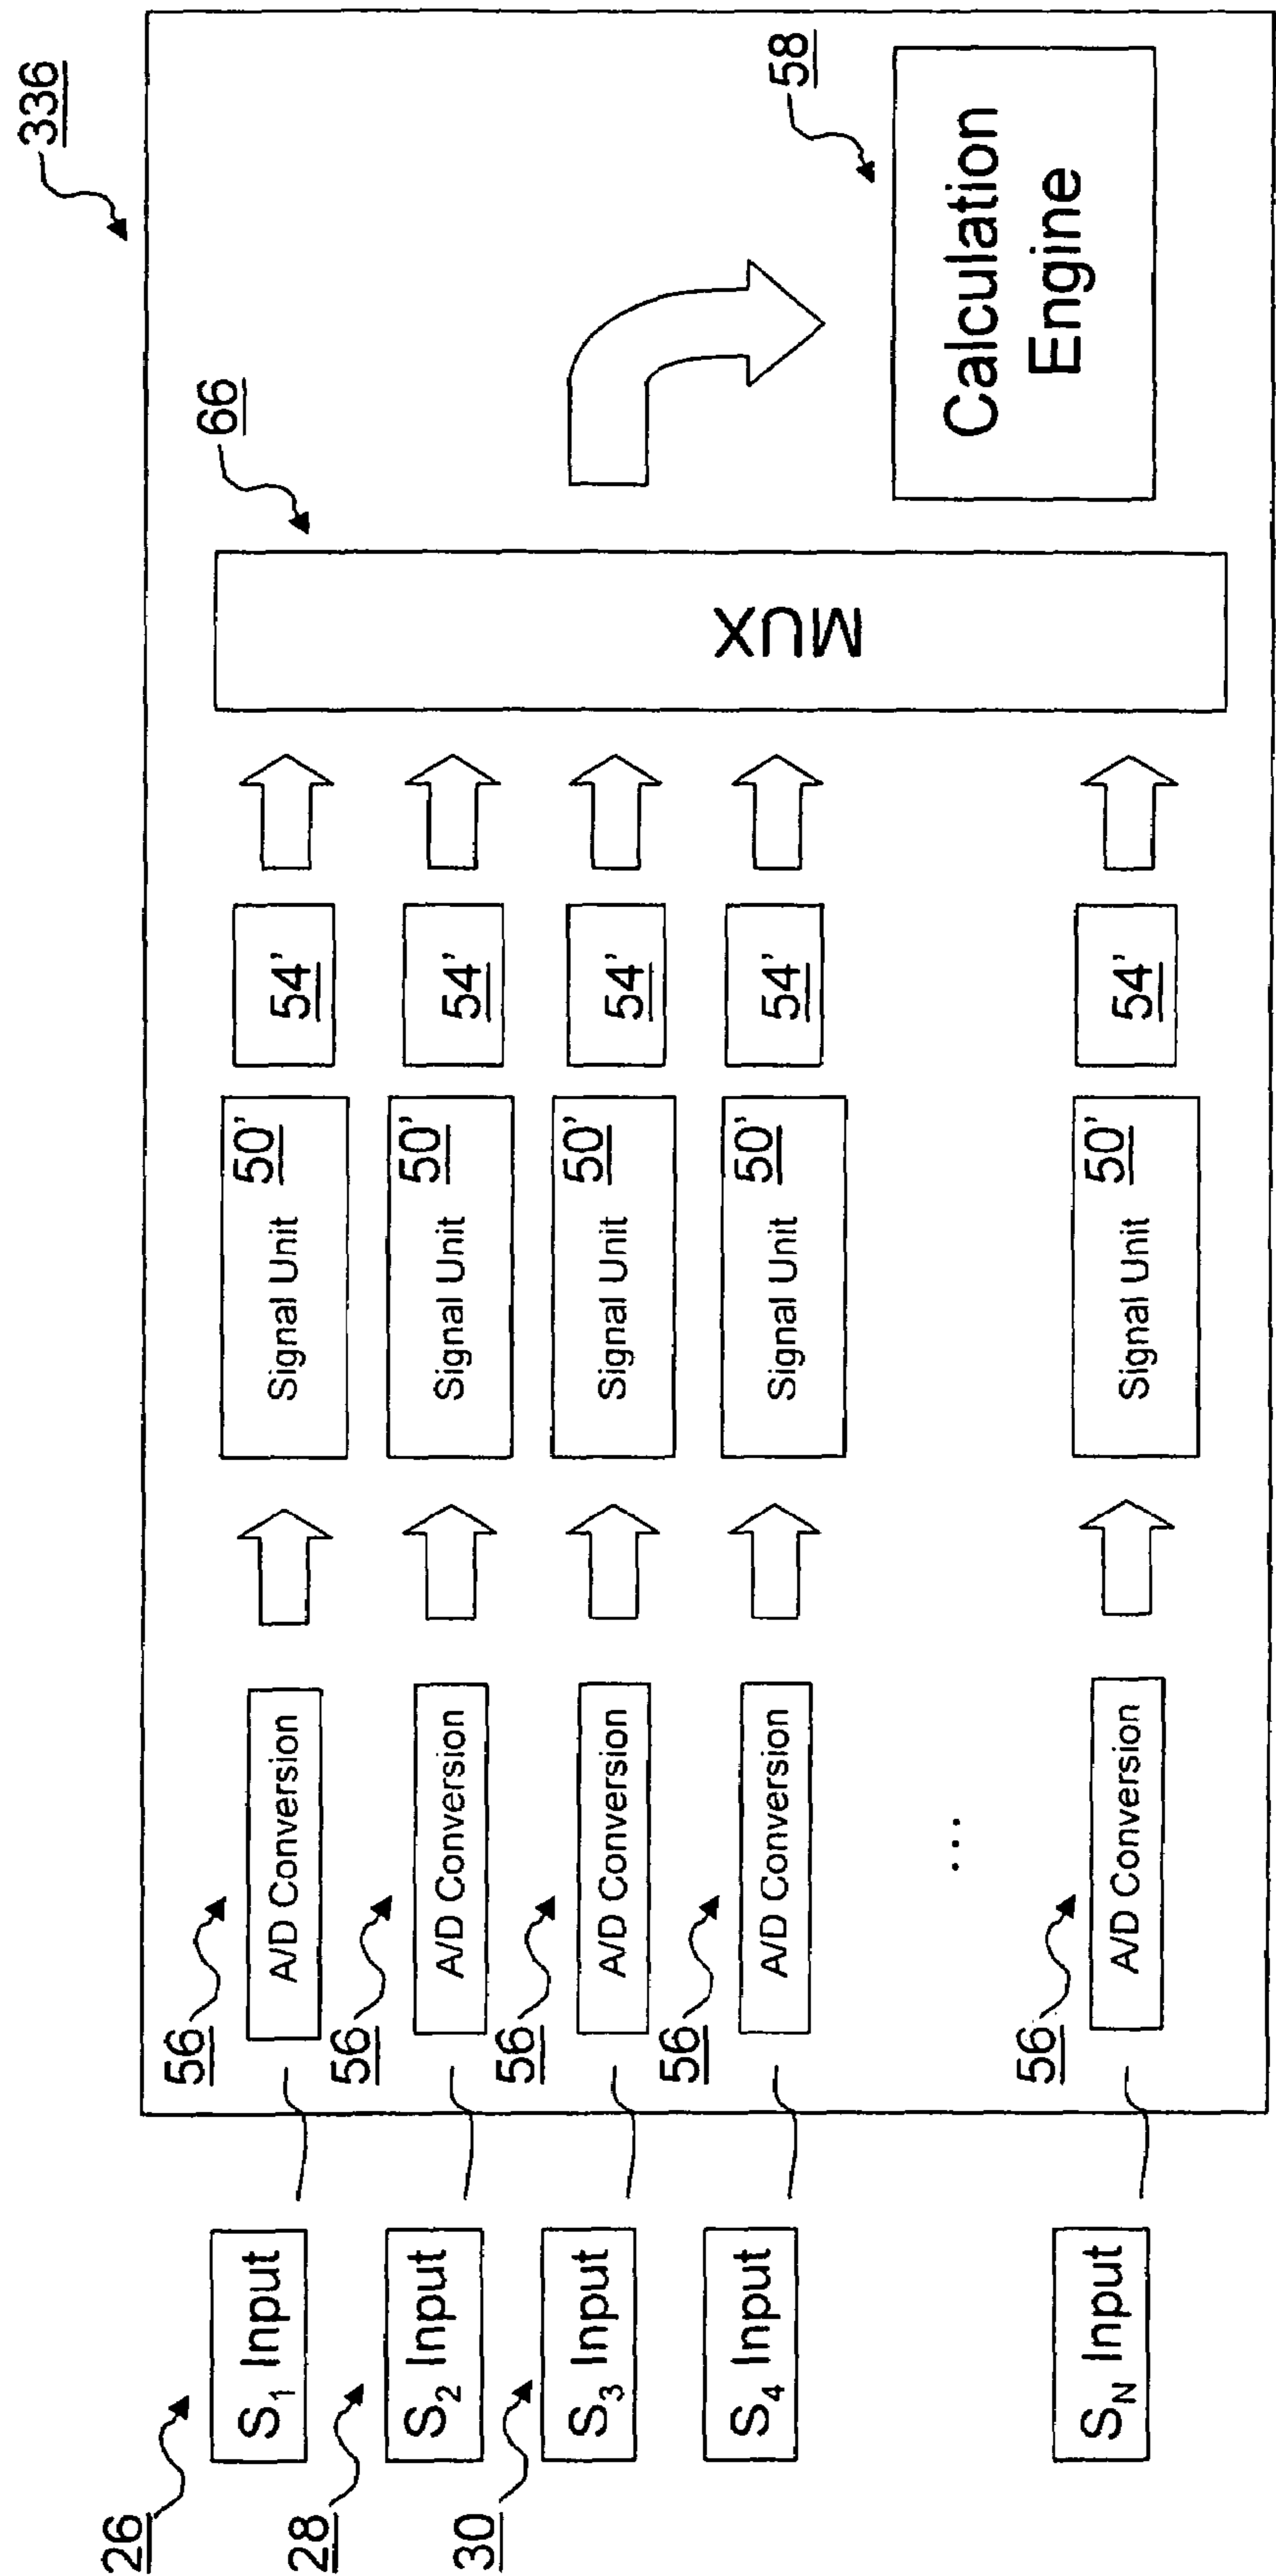 336
66
58
26
S₁ Input
56
A/D Conversion
Signal Unit
50'
54'
28
S₂ Input
56
A/D Conversion
Signal Unit
50'
54'
30
S₃ Input
56
A/D Conversion
Signal Unit
50'
54'
S₄ Input
56
A/D Conversion
Signal Unit
50'
54'
...
S_N Input
56
A/D Conversion
Signal Unit
50'
54'
MUX
Calculation
Engine